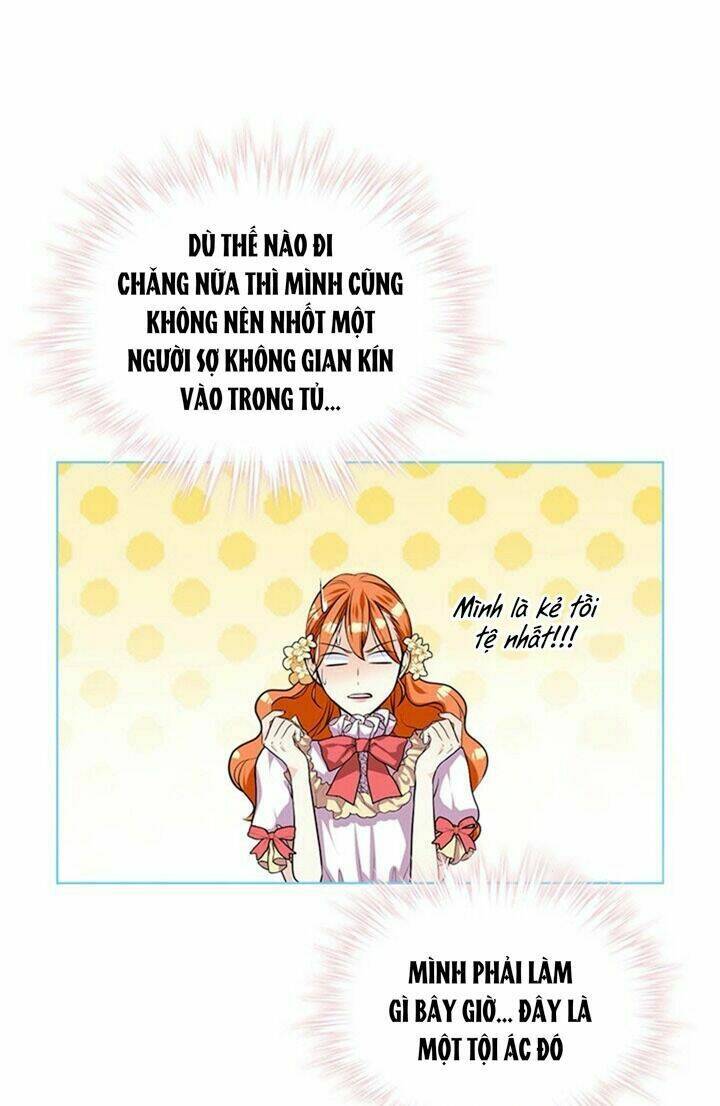 DÙ THẾ NÀO ĐI
CHẲNG NỮA THÌ MÌNH CŨNG
KHÔNG NÊN NHỐT MỘT
NGƯỜI SỢ KHÔNG GIAN KÍN
VÀO TRONG TỦ...
Mình là kẻ tồi
tệ nhất!!!
MÌNH PHẢI LÀM
GÌ BÂY GIỜ... ĐÂY LÀ
MỘT TỘI ÁC ĐÓ